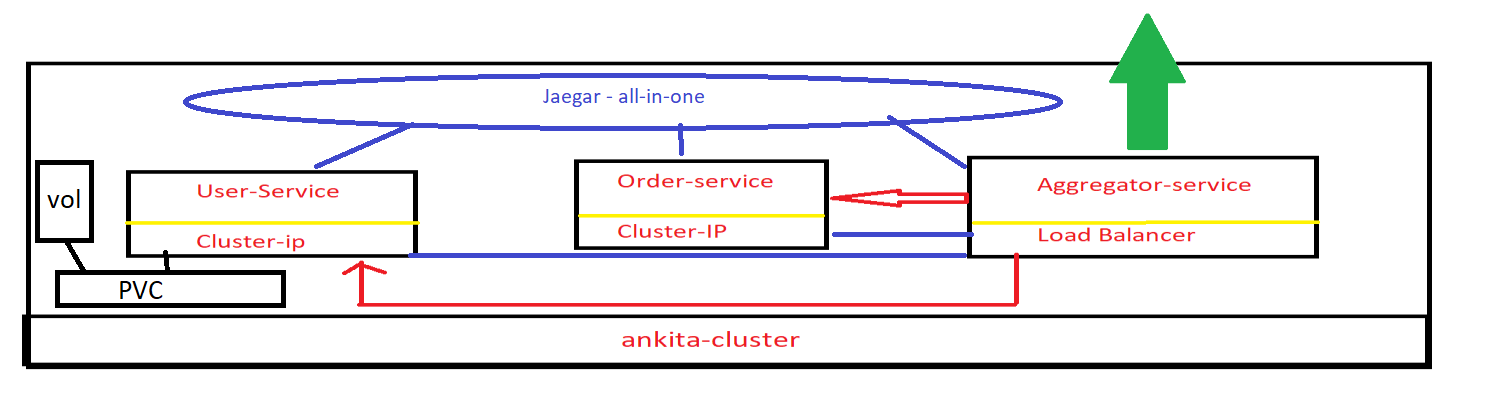 Jaegar - all-in-one
vol
User-Service
Cluster-ip
Order-service
Cluster-IP
Aggregator-service
Load Balancer
PVC
ankita-cluster